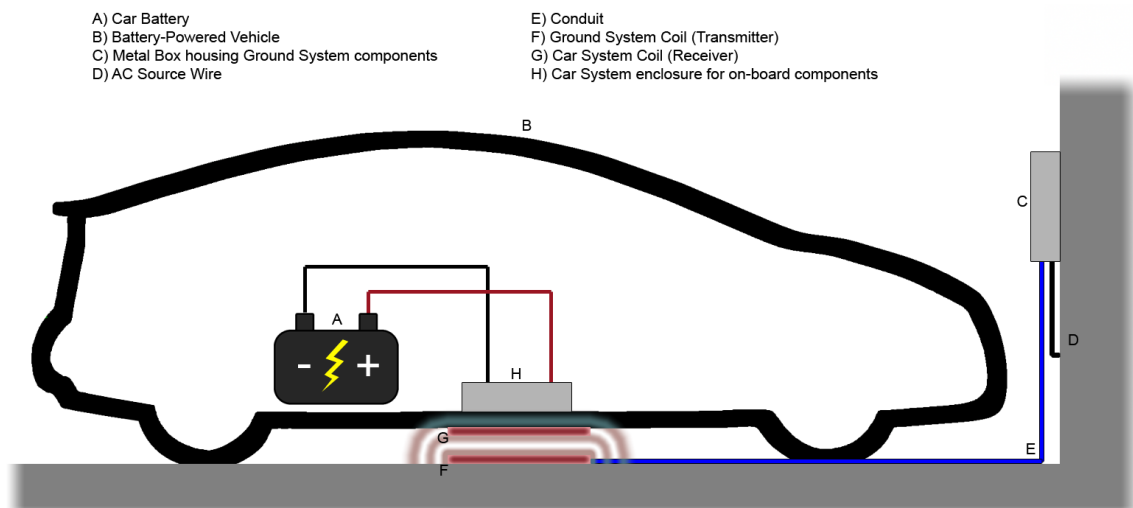 A) Car Battery
B) Battery-Powered Vehicle
C) Metal Box housing Ground System components
D) AC Source Wire
E) Conduit
F) Ground System Coil (Transmitter)
G) Car System Coil (Receiver)
H) Car System enclosure for on-board components
B
C
A
- +
D
H
G
E
F